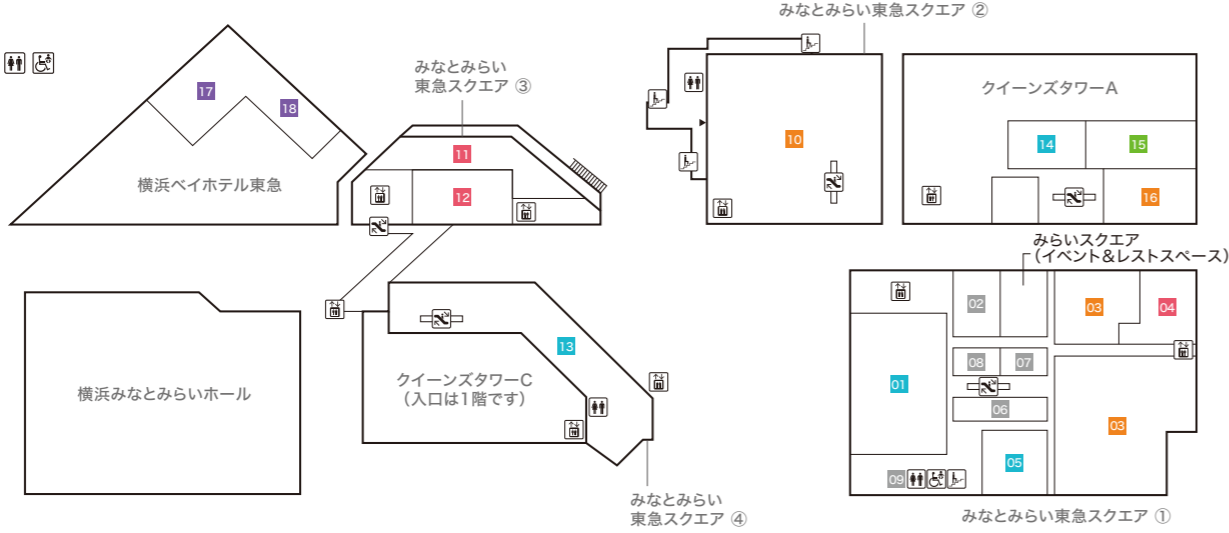 みなとみらい東急スクエア ②
みなとみらい
東急スクエア ③
クイーンズタワーA
17
18
11
12
横浜ベイホテル東急
10
14
15
16
みらいスクエア
(イベント&レストスペース)
02
03
04
13
08
07
01
06
03
05
09
横浜みなとみらいホール
クイーンズタワーC
(入口は1階です)
みなとみらい
東急スクエア ④
みなとみらい東急スクエア ①